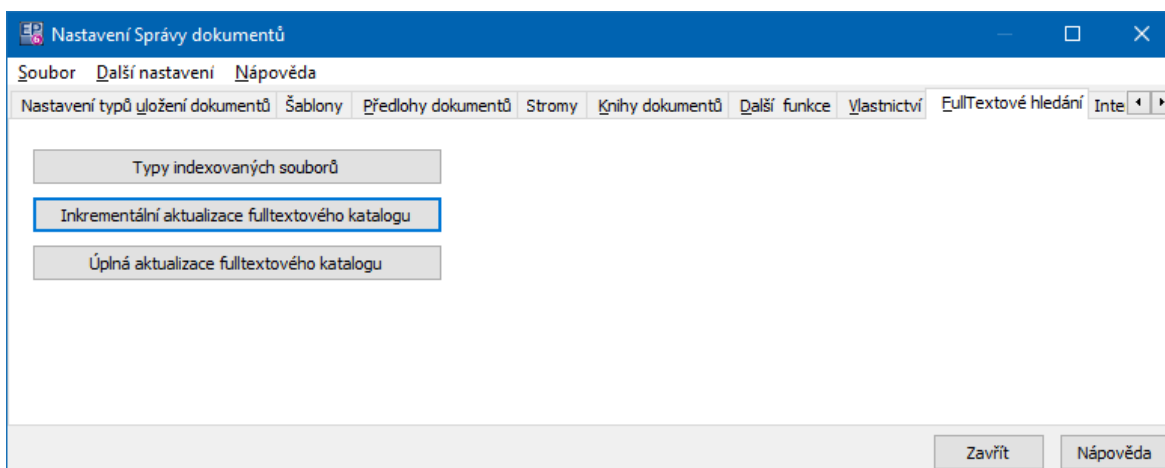 Nastavení Správy dokumentů
Soubor Další nastavení Nápověda
Nastavení typů uložení dokumentů Šablony Předlohy dokumentů Stromy Knihy dokumentů Další funkce Vlastnictví FullTextové hledání Inte
Typy indexovaných souborů
Inkrementální aktualizace fulltextového katalogu
Úplná aktualizace fulltextového katalogu
Zavřít Nápověda